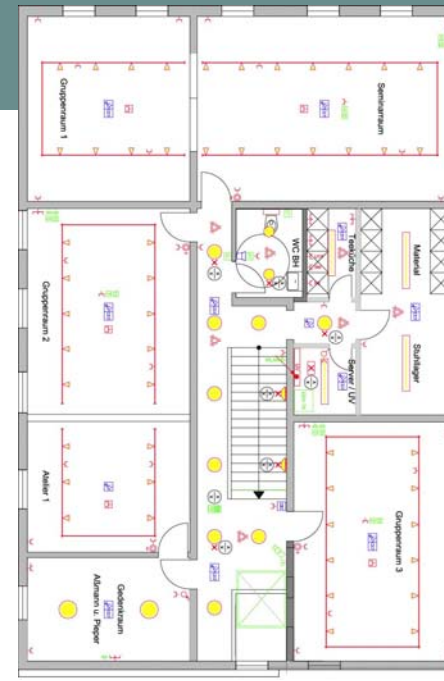 Gruppenraum 1
Seminarraum
WC BH
Teeküche
Material
Stuhllager
Gruppenraum 2
Server / UV
Atelier 1
Gruppenraum 3
Gedenkraum
Aßmann u. Pieper